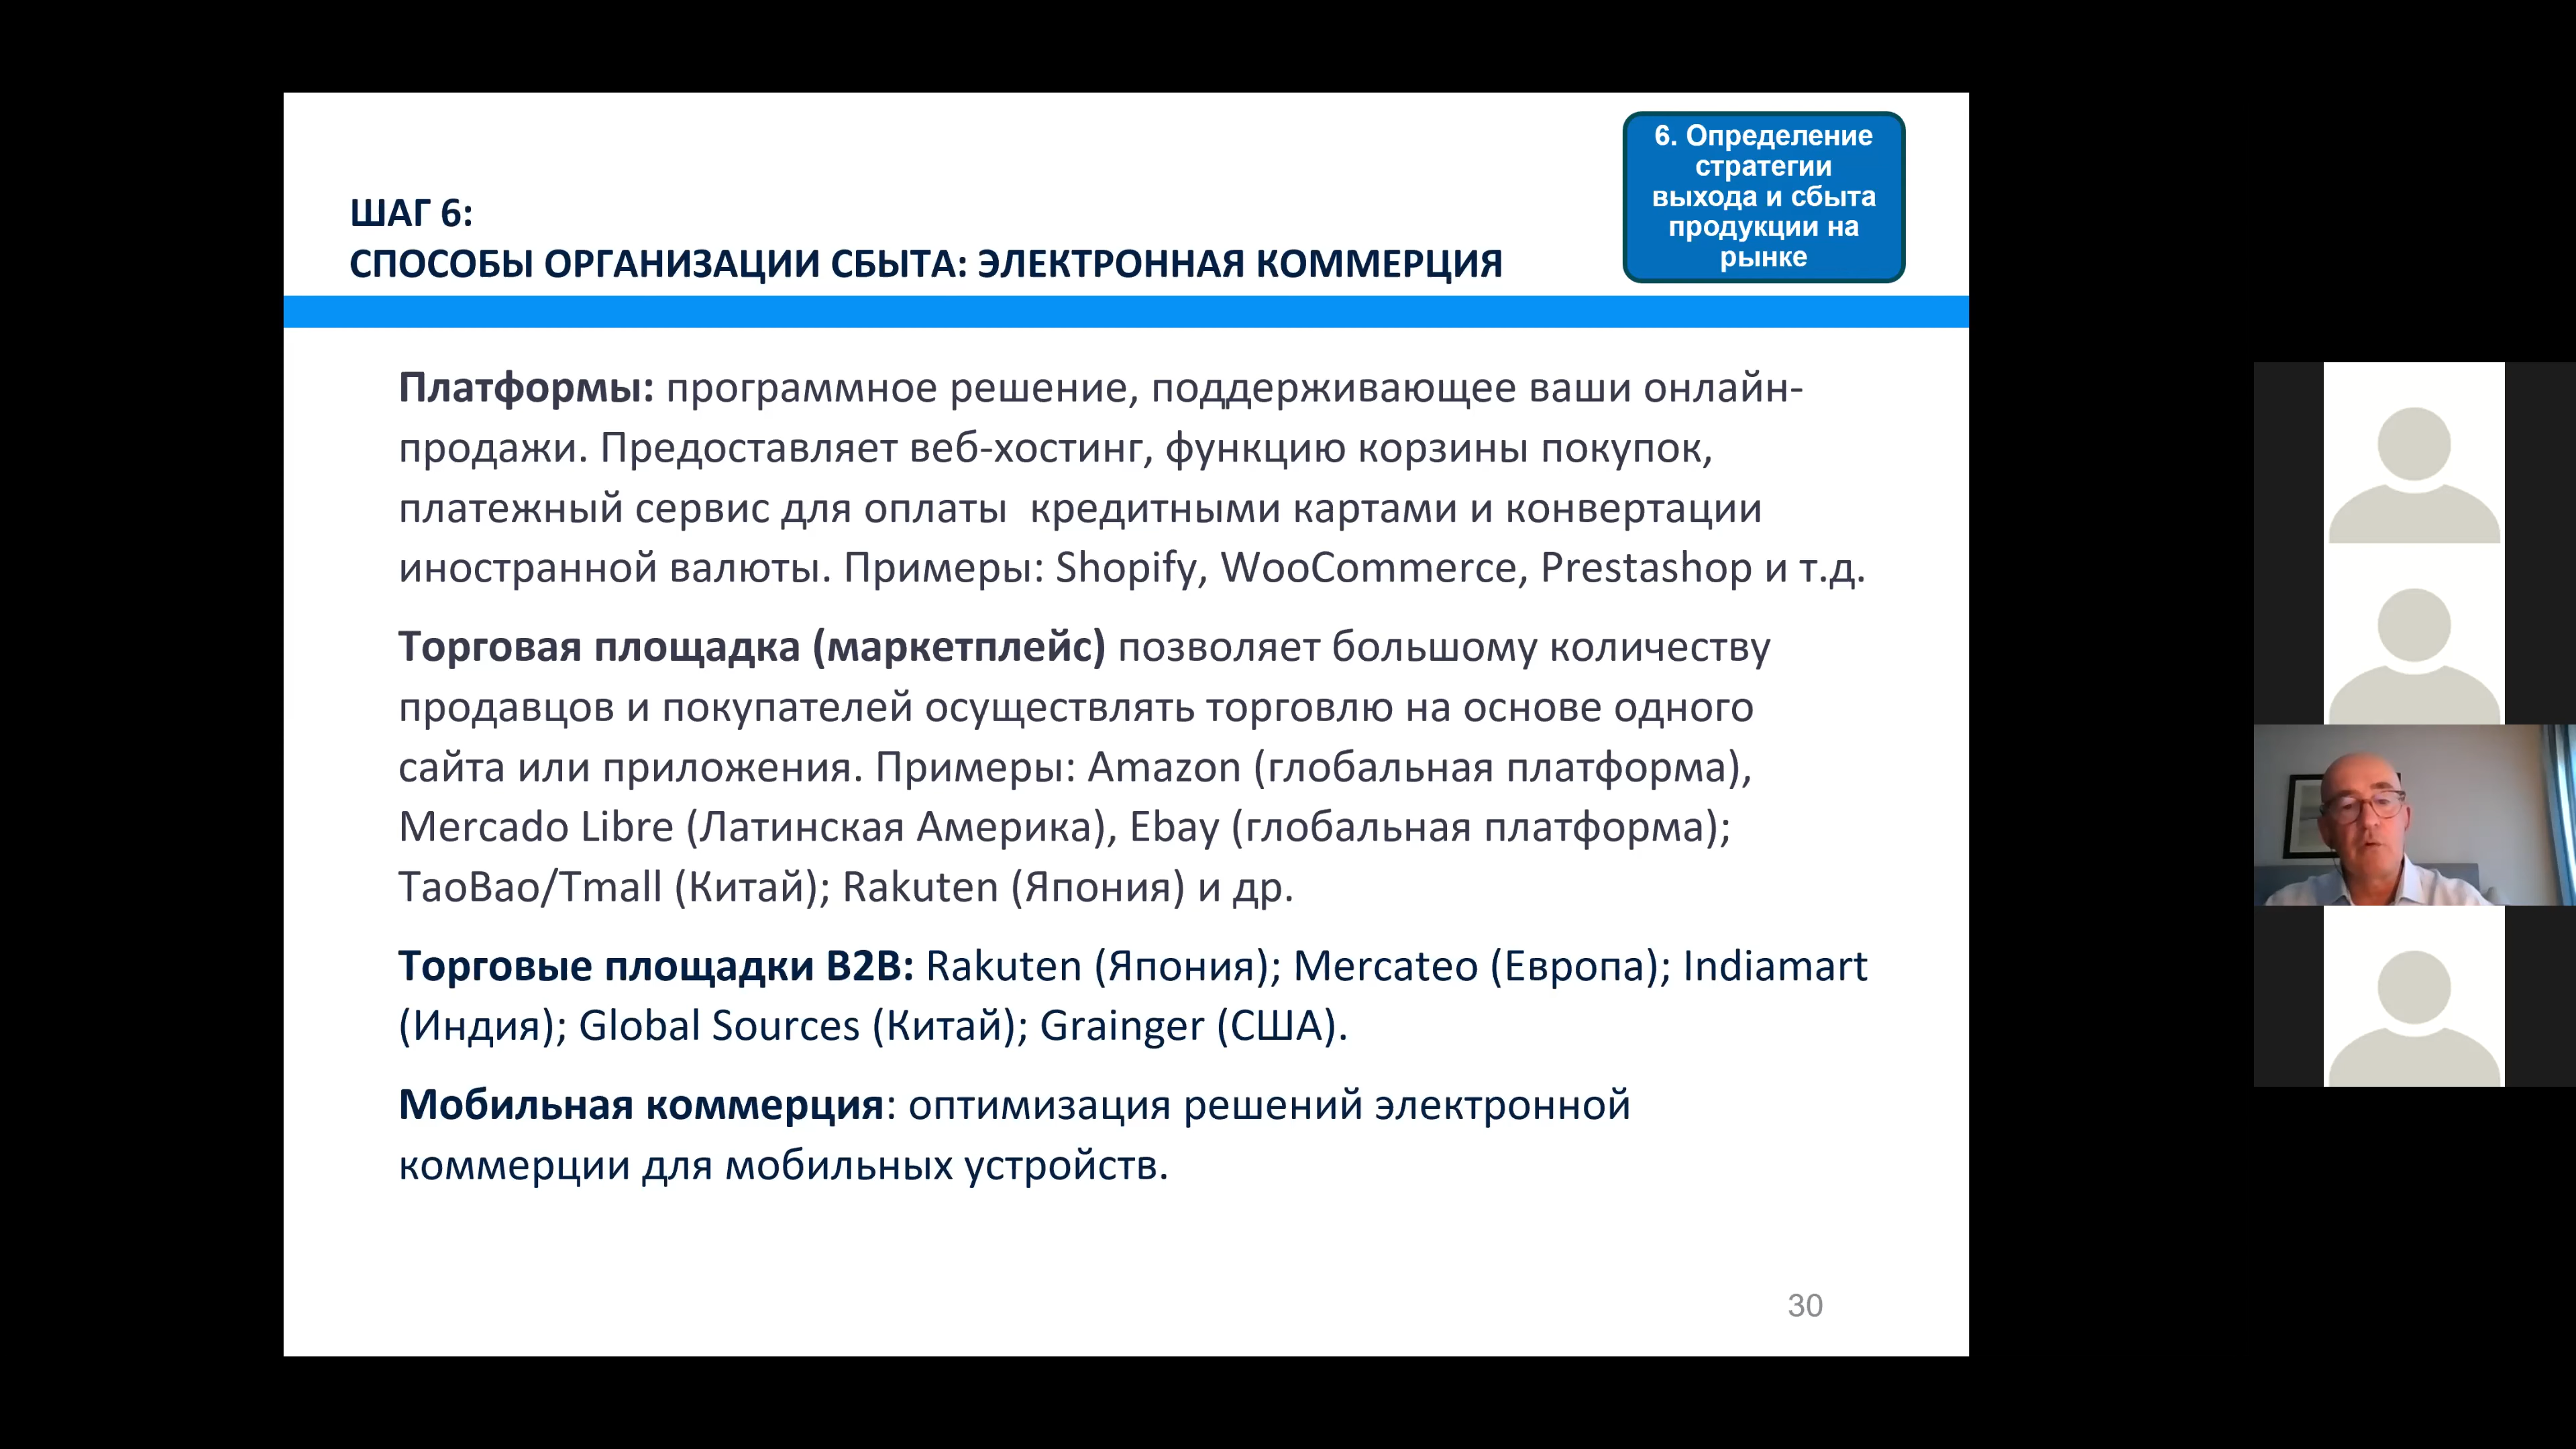 6. Определение
стратегии
выхода и сбыта
продукции на
рынке
ШАГ 6:
СПОСОБЫ ОРГАНИЗАЦИИ СБЫТА: ЭЛЕКТРОННАЯ КОММЕРЦИЯ
Платформы: программное решение, поддерживающее ваши онлайн-
продажи. Предоставляет веб-хостинг, функцию корзины покупок,
платежный сервис для оплаты  кредитными картами и конвертации
иностранной валюты. Примеры: Shopify, WooCommerce, Prestashop и т.д.
Торговая площадка (маркетплейс) позволяет большому количеству
продавцов и покупателей осуществлять торговлю на основе одного
сайта или приложения. Примеры: Amazon (глобальная платформа),
Mercado Libre (Латинская Америка), Ebay (глобальная платформа);
TaoBao/Tmall (Китай); Rakuten (Япония) и др.
Торговые площадки B2B: Rakuten (Япония); Mercateo (Европа); Indiamart
(Индия); Global Sources (Китай); Grainger (США).
Мобильная коммерция: оптимизация решений электронной
коммерции для мобильных устройств.
30